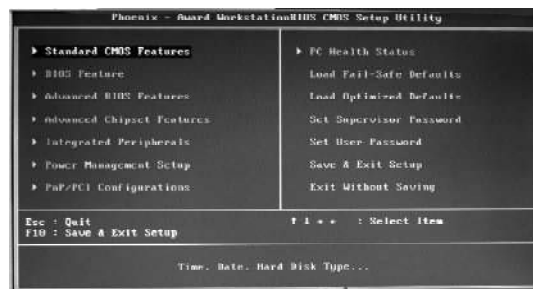 Phoenix - Award WorkstationBIOS CMOS Setup Utility
Standard CMOS Features
BIOS Feature
Advanced BIOS Features
Advanced Chipset Features
Integrated Peripherals
Power Management Setup
PnP/PCI Configurations
PC Health Status
Load Fail-Safe Defaults
Load Optimized Defaults
Set Supervisor Password
Set User Password
Save & Exit Setup
Exit Without Saving
Esc : Quit
F10 : Save & Exit Setup
↑ ↓ → ← : Select Item
Time, Date, Hard Disk Type...